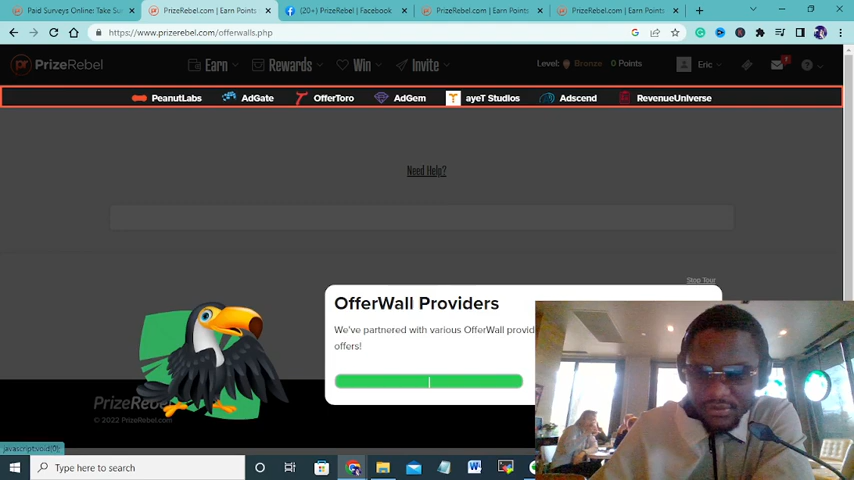 Paid Surveys Online: Take Su
PrizeRebel.com | Earn Points
(20+) PrizeRebel | Facebook
PrizeRebel.com | Earn Points
PrizeRebel.com | Earn Points
https://www.prizerebel.com/offerwalls.php
PrizeRebel
Earn
Rewards
Win
Invite
Level: Bronze 0 Points
Eric
PeanutLabs
AdGate
OfferToro
AdGem
ayeT Studios
Adscend
RevenueUniverse
Need Help?
Stop Tour
OfferWall Providers
We've partnered with various OfferWall provid
offers!
PrizeReb
© 2022 PrizeRebel.com
javascript:void(0);
Type here to search